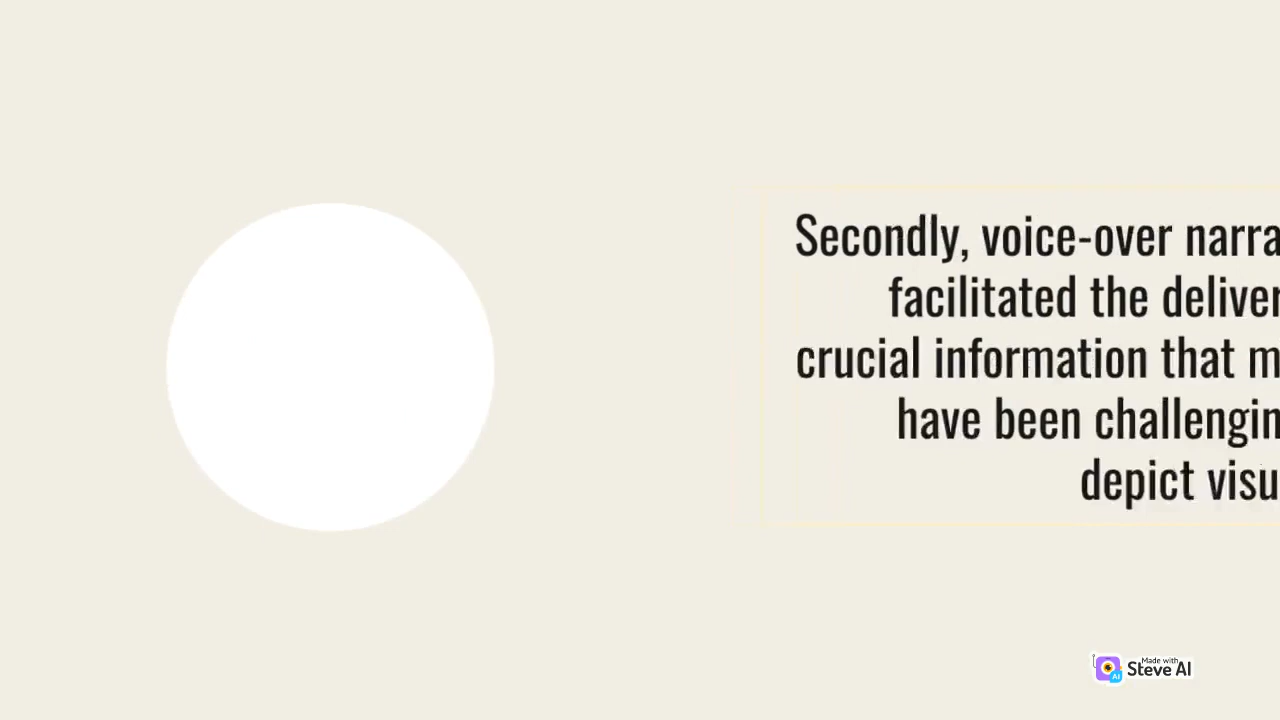 Secondly, voice-over narra
facilitated the deliver
crucial information that m
have been challengin
depict visu
Made with
Steve AI
AI